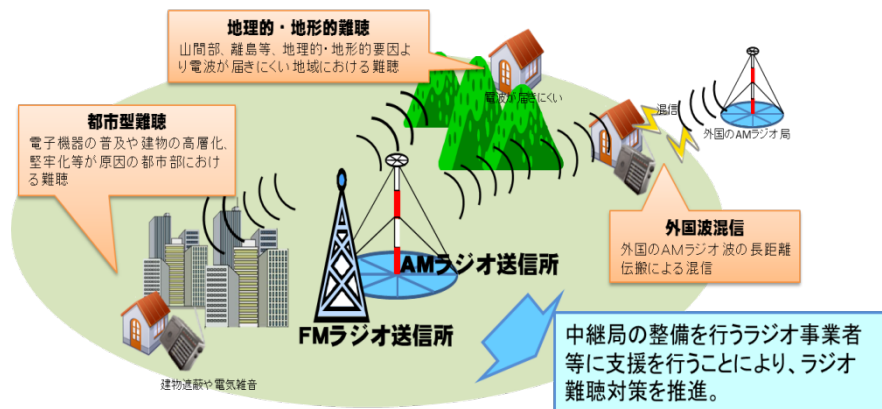 地理的・地形的難聴
山間部、離島等、地理的・地形的要因よ
り電波が届きにくい地域における難聴
電波が届きにくい
混信
外国のAMラジオ局
都市型難聴
電子機器の普及や建物の高層化、
堅牢化等が原因の都市部におけ
る難聴
外国波混信
外国のAMラジオ波の長距離
伝搬による混信
AMラジオ送信所
FMラジオ送信所
建物遮蔽や電気雑音
中継局の整備を行うラジオ事業者
等に支援を行うことにより、ラジオ
難聴対策を推進。